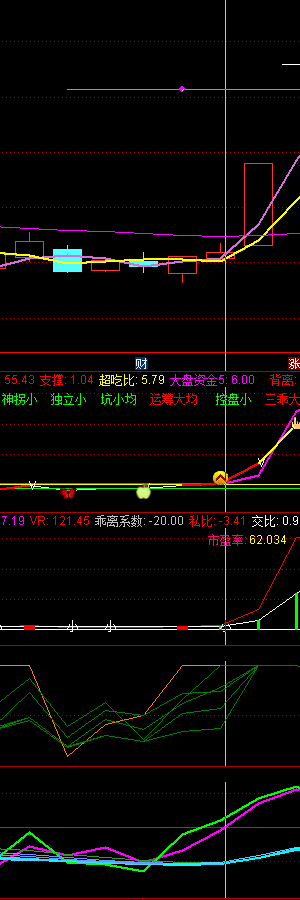 财 涨
55.43 支撑: 1.04 超吃比: 5.79 大盘资金5: 6.00 背离
神拐小 独立小 坑小均 运筹大均 控盘小 三乖大
7.19 VR: 121.45 乖离系数: -20.00 私比: -3.41 交比: 0.9
市盈率: 62.034